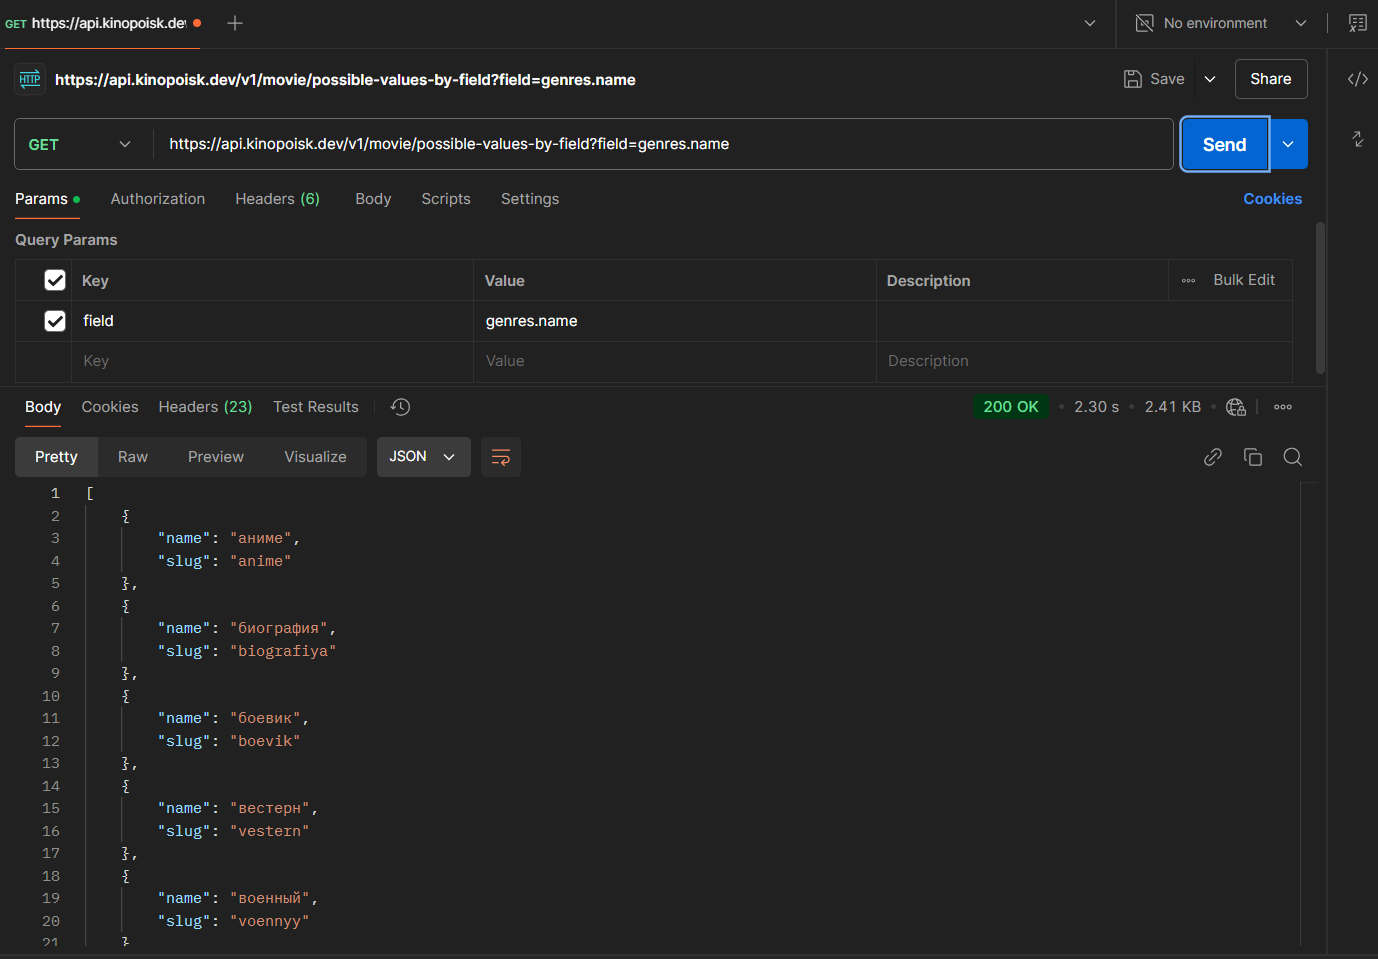 GET https://api.kinopoisk.de
No environment
HTTP https://api.kinopoisk.dev/v1/movie/possible-values-by-field?field=genres.name
Save
Share
GET
https://api.kinopoisk.dev/v1/movie/possible-values-by-field?field=genres.name
Send
Params
Authorization
Headers (6)
Body
Scripts
Settings
Cookies
Query Params
Key
Value
Description
Bulk Edit
field
genres.name
Key
Value
Description
Body
Cookies
Headers (23)
Test Results
200 OK
2.30 s
2.41 KB
Pretty
Raw
Preview
Visualize
JSON
1 [
2 {
3 "name": "аниме",
4 "slug": "anime"
5 },
6 {
7 "name": "биография",
8 "slug": "biografiya"
9 },
10 {
11 "name": "боевик",
12 "slug": "boevik"
13 },
14 {
15 "name": "вестерн",
16 "slug": "vestern"
17 },
18 {
19 "name": "военный",
20 "slug": "voennyy"
21 }